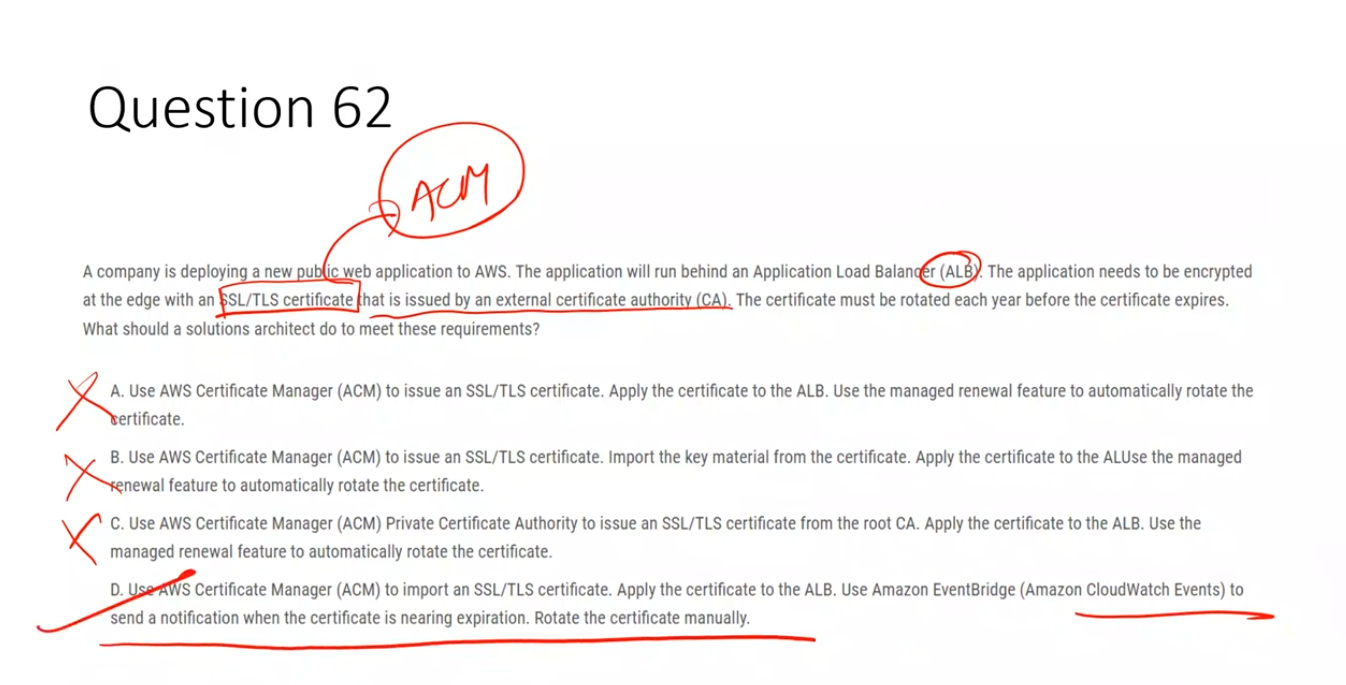 Question 62
ACM
A company is deploying a new public web application to AWS. The application will run behind an Application Load Balancer (ALB). The application needs to be encrypted
at the edge with an SSL/TLS certificate that is issued by an external certificate authority (CA). The certificate must be rotated each year before the certificate expires.
What should a solutions architect do to meet these requirements?
A. Use AWS Certificate Manager (ACM) to issue an SSL/TLS certificate. Apply the certificate to the ALB. Use the managed renewal feature to automatically rotate the
certificate.
B. Use AWS Certificate Manager (ACM) to issue an SSL/TLS certificate. Import the key material from the certificate. Apply the certificate to the ALUse the managed
renewal feature to automatically rotate the certificate.
C. Use AWS Certificate Manager (ACM) Private Certificate Authority to issue an SSL/TLS certificate from the root CA. Apply the certificate to the ALB. Use the
managed renewal feature to automatically rotate the certificate.
D. Use AWS Certificate Manager (ACM) to import an SSL/TLS certificate. Apply the certificate to the ALB. Use Amazon EventBridge (Amazon CloudWatch Events) to
send a notification when the certificate is nearing expiration. Rotate the certificate manually.